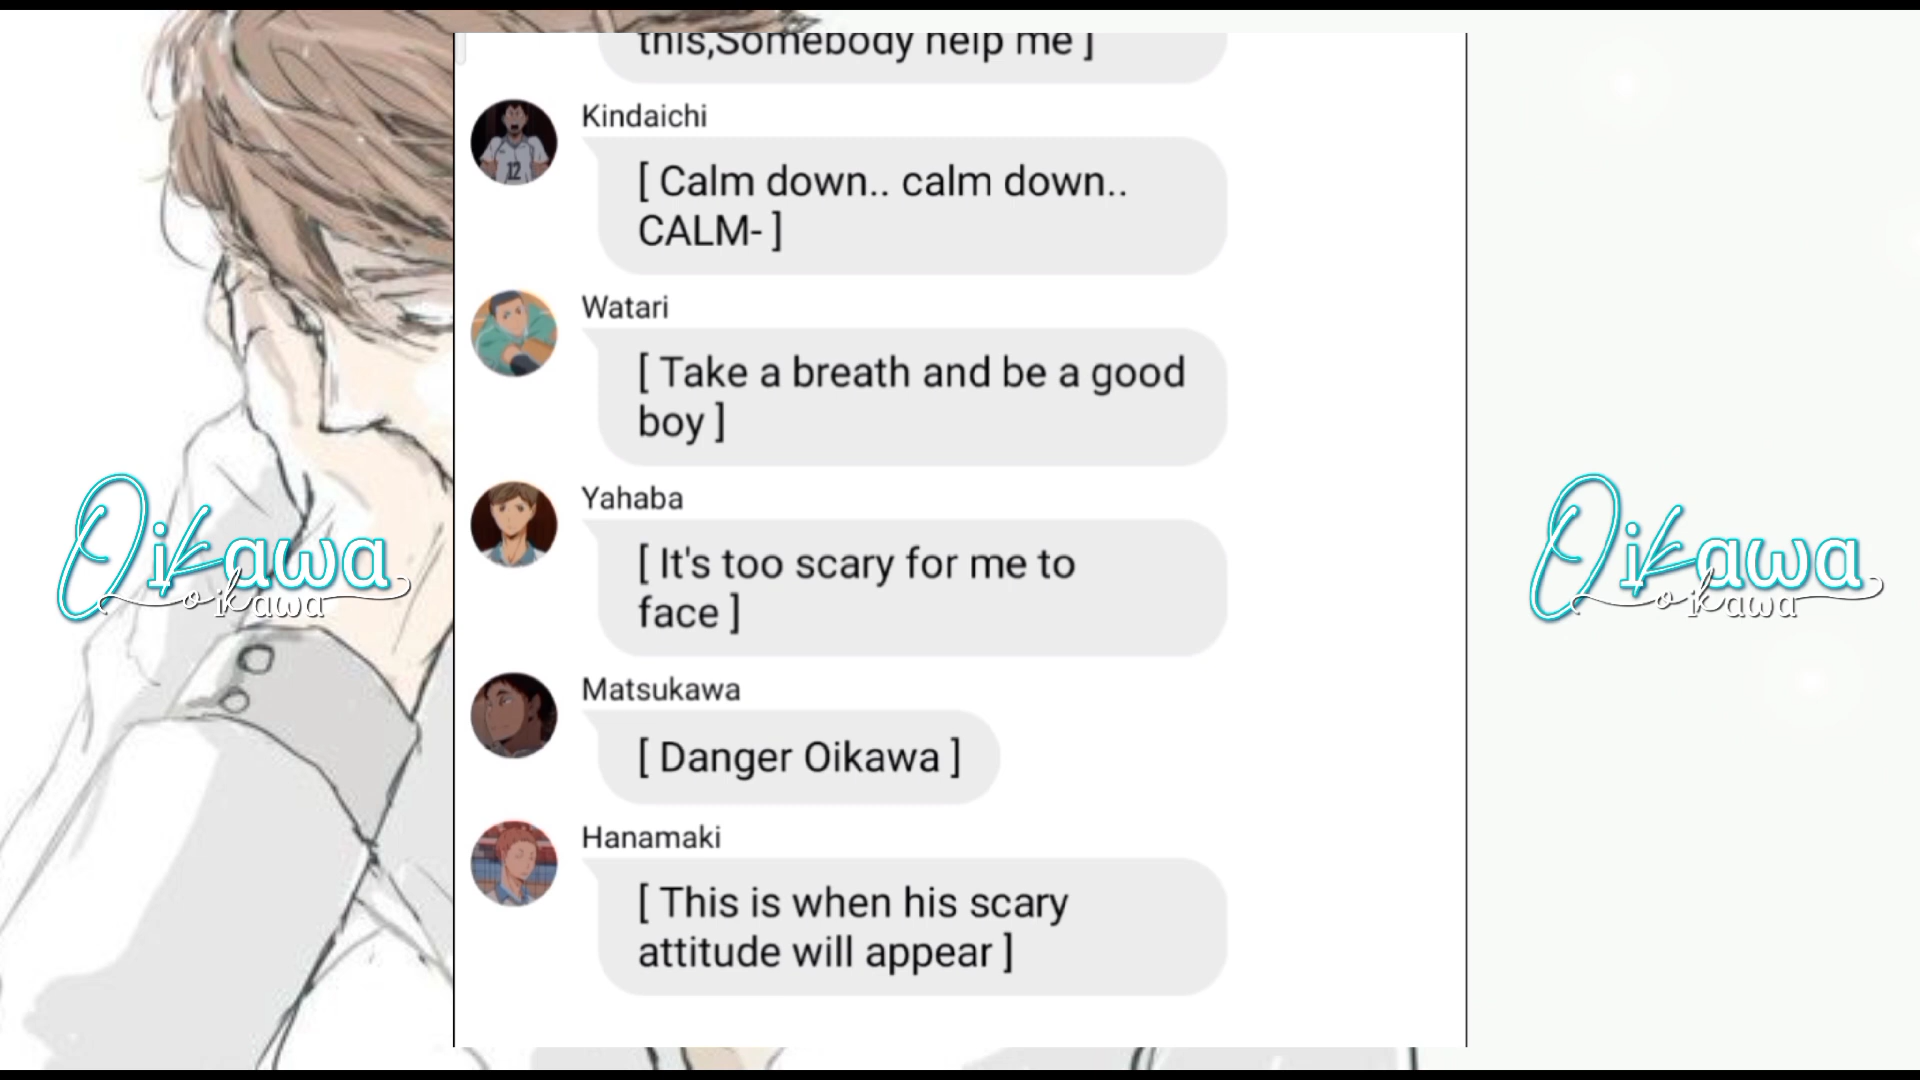 this,Somebody help me ]
Kindaichi
12
[ Calm down.. calm down..
CALM- ]
Watari
[ Take a breath and be a good
boy ]
Yahaba
[ It's too scary for me to
face ]
Matsukawa
[ Danger Oikawa ]
Hanamaki
[ This is when his scary
attitude will appear ]
Oikawa
oikawa
Oikawa
oikawa